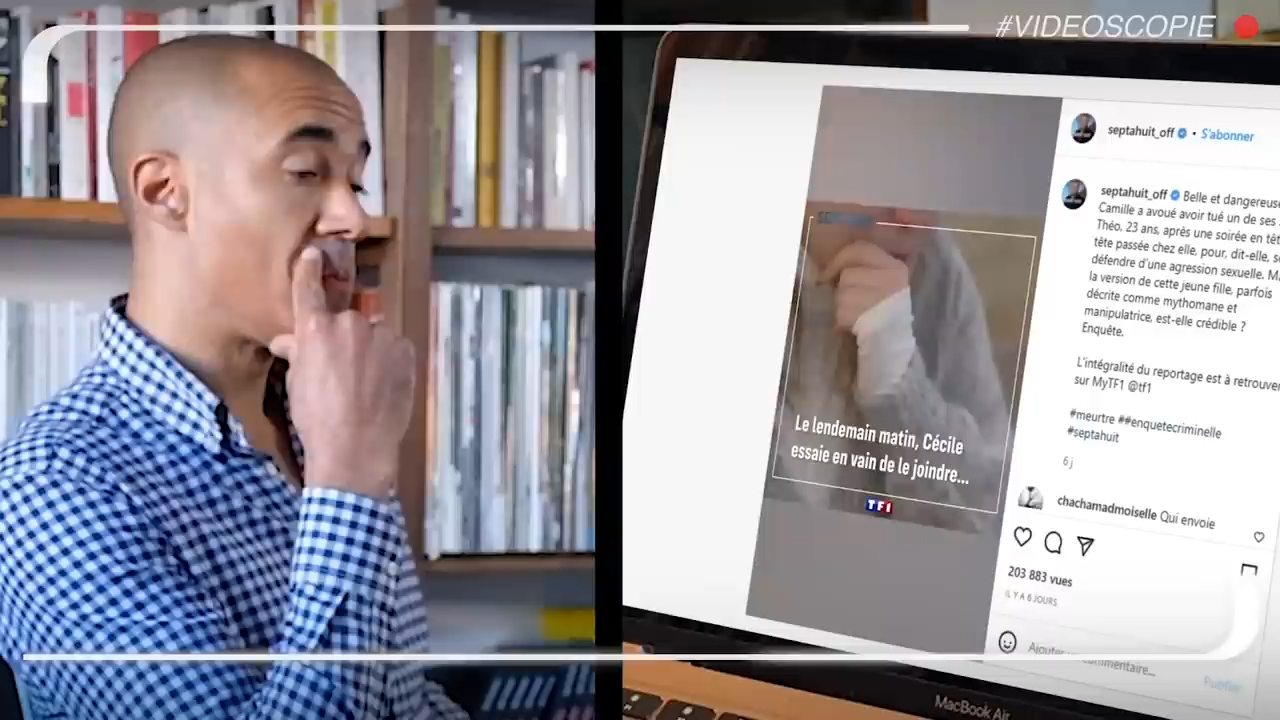 #VIDEOSCOPIE
septahuit_off • S'abonner
septahuit_off Belle et dangereuse
Camille a avoué avoir tué un de ses
Théo, 23 ans, après une soirée en têt
tête passée chez elle, pour, dit-elle, s
défendre d'une agression sexuelle. M
la version de cette jeune fille, parfois
décrite comme mythomane et
manipulatrice, est-elle crédible ?
Enquête.
L'intégralité du reportage est à retrouve
sur MyTF1 @tf1
#meurtre ##enquetecriminelle
#septahuit
6 j
Le lendemain matin, Cécile
essaie en vain de le joindre...
TF1
chachamadmoiselle Qui envoie
203 883 vues
IL Y A 6 JOURS
commentaire...
Publier
MacBook Air